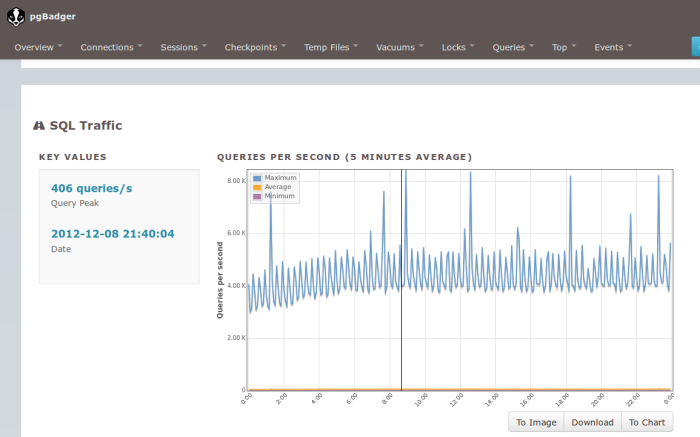 pgBadger
Overview Connections Sessions Checkpoints Temp Files Vacuums Locks Queries Top Events
SQL Traffic
KEY VALUES
406 queries/s
Query Peak
2012-12-08 21:40:04
Date
QUERIES PER SECOND (5 MINUTES AVERAGE)
Maximum
Average
Minimum
Queries per second
8.00 K
6.00 K
4.00 K
2.00 K
0
0:00 2:00 4:00 6:00 8:00 10:00 12:00 14:00 16:00 18:00 20:00 22:00 0:00
To Image Download To Chart